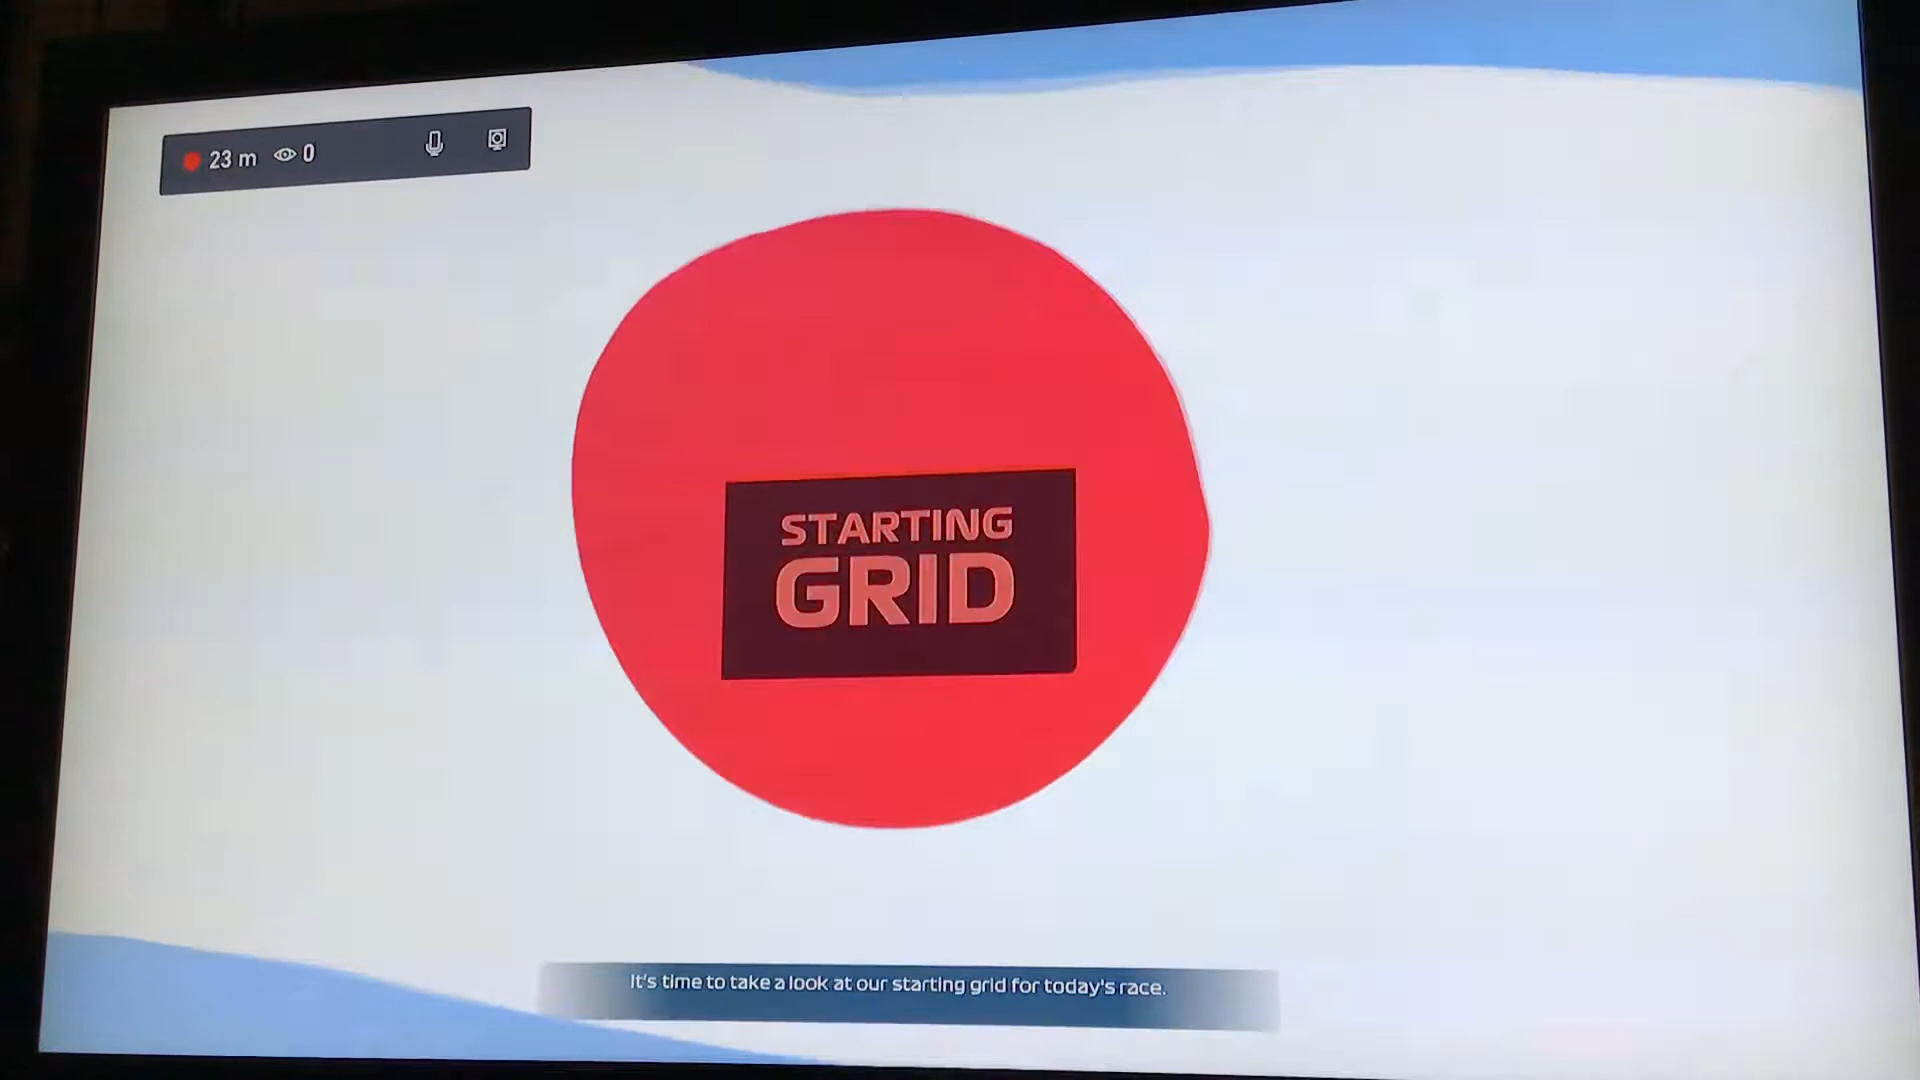 23 m 0
STARTING
GRID
It's time to take a look at our starting grid for today's race.